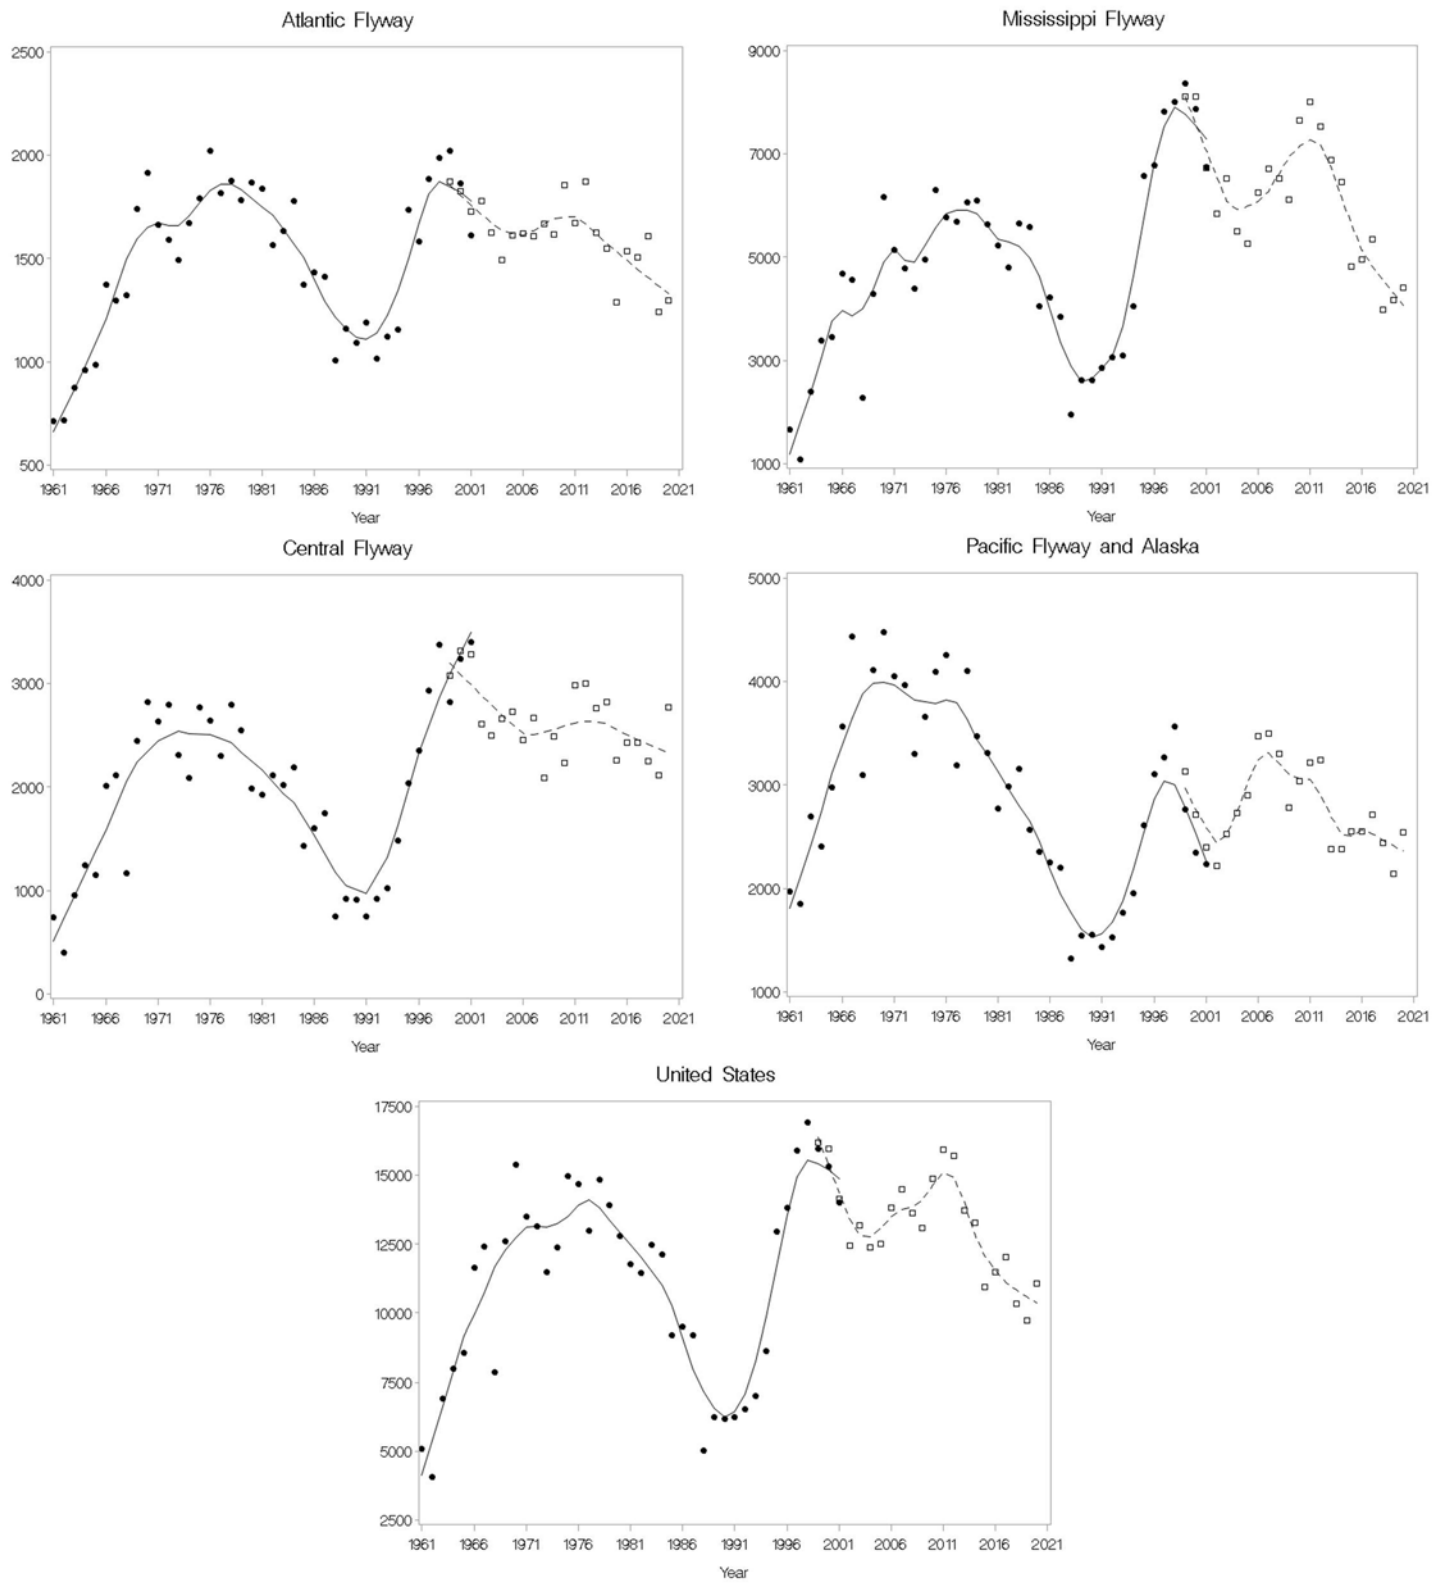 Atlantic Flyway
2500
2000
1500
1000
500
1961 1966 1971 1976 1981 1986 1991 1996 2001 2006 2011 2016 2021
Year
Mississippi Flyway
9000
7000
5000
3000
1000
1961 1966 1971 1976 1981 1986 1991 1996 2001 2006 2011 2016 2021
Year
Central Flyway
4000
3000
2000
1000
0
1961 1966 1971 1976 1981 1986 1991 1996 2001 2006 2011 2016 2021
Year
Pacific Flyway and Alaska
5000
4000
3000
2000
1000
1961 1966 1971 1976 1981 1986 1991 1996 2001 2006 2011 2016 2021
Year
United States
17500
15000
12500
10000
7500
5000
2500
1961 1966 1971 1976 1981 1986 1991 1996 2001 2006 2011 2016 2021
Year